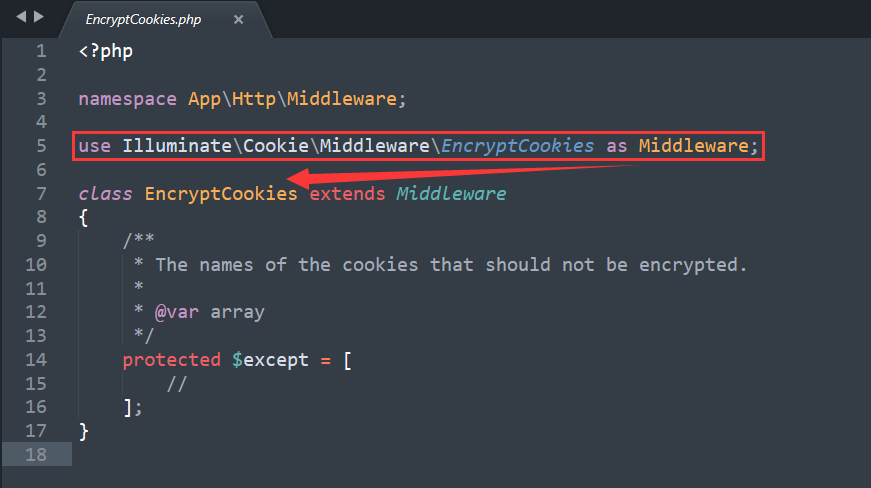 EncryptCookies.php ×
1 <?php
2
3 namespace App\Http\Middleware;
4
5 use Illuminate\Cookie\Middleware\EncryptCookies as Middleware;
6
7 class EncryptCookies extends Middleware
8 {
9     /**
10      * The names of the cookies that should not be encrypted.
11      *
12      * @var array
13      */
14     protected $except = [
15         //
16     ];
17 }
18